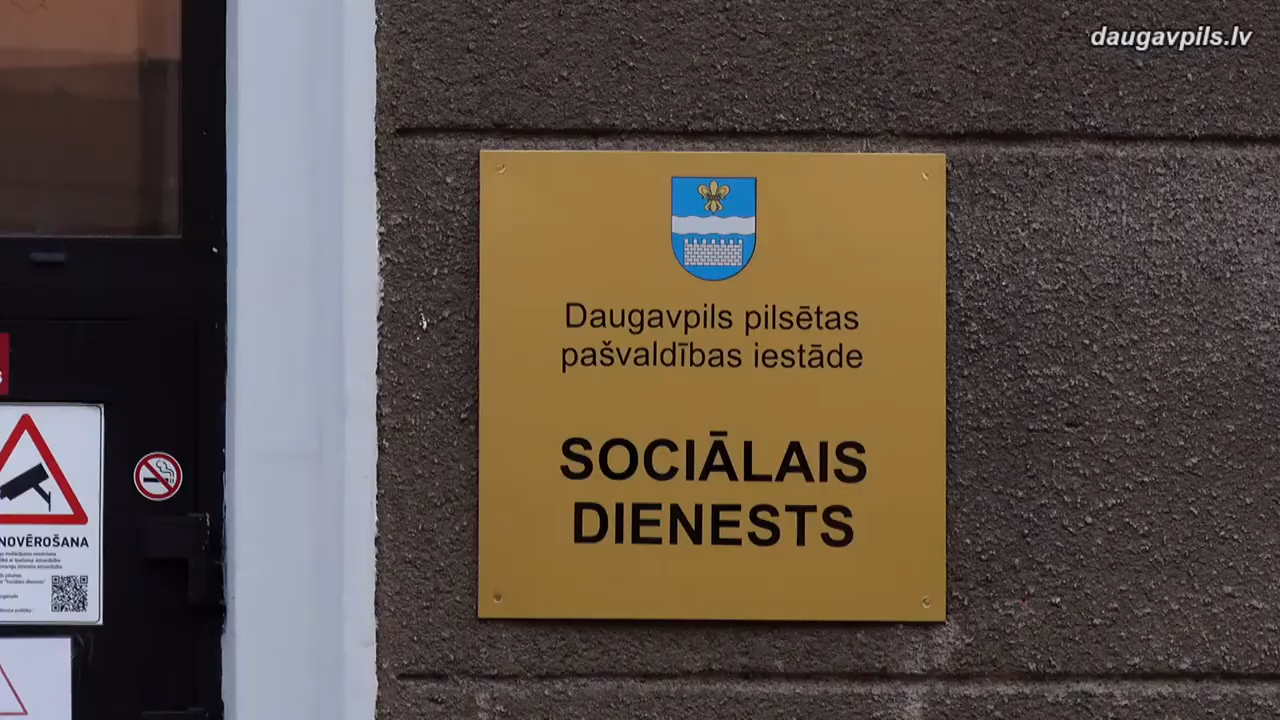 daugavpils.lv
Daugavpils pilsētas
pašvaldības iestāde
SOCIĀLAIS
DIENESTS
NOVĒROŠANA